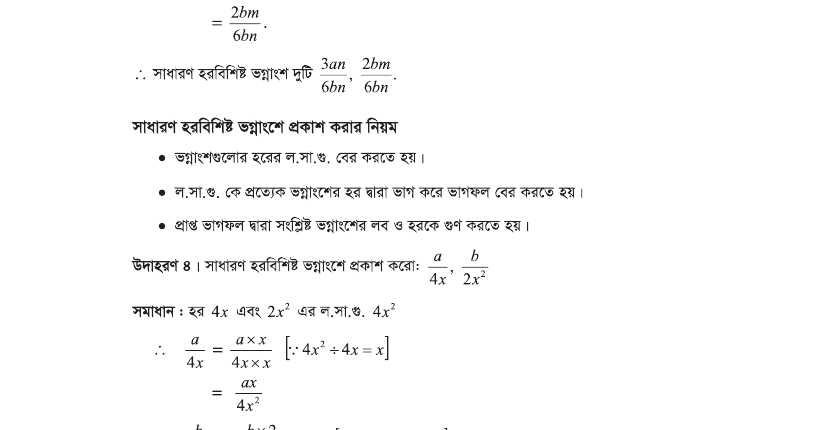 = 2bm/6bn.
∴ সাধারণ হরবিশিষ্ট ভগ্নাংশ দুটি 3an/6bn, 2bm/6bn.
সাধারণ হরবিশিষ্ট ভগ্নাংশে প্রকাশ করার নিয়ম
● ভগ্নাংশগুলোর হরের ল.সা.গু. বের করতে হয়।
● ল.সা.গু. কে প্রত্যেক ভগ্নাংশের হর দ্বারা ভাগ করে ভাগফল বের করতে হয়।
● প্রাপ্ত ভাগফল দ্বারা সংশ্লিষ্ট ভগ্নাংশের লব ও হরকে গুণ করতে হয়।
উদাহরণ ৪। সাধারণ হরবিশিষ্ট ভগ্নাংশে প্রকাশ করো: a/4x, b/2x²
সমাধান : হর 4x এবং 2x² এর ল.সা.গু. 4x²
∴ a/4x = a×x/4x×x [∵ 4x² ÷ 4x = x]
= ax/4x²